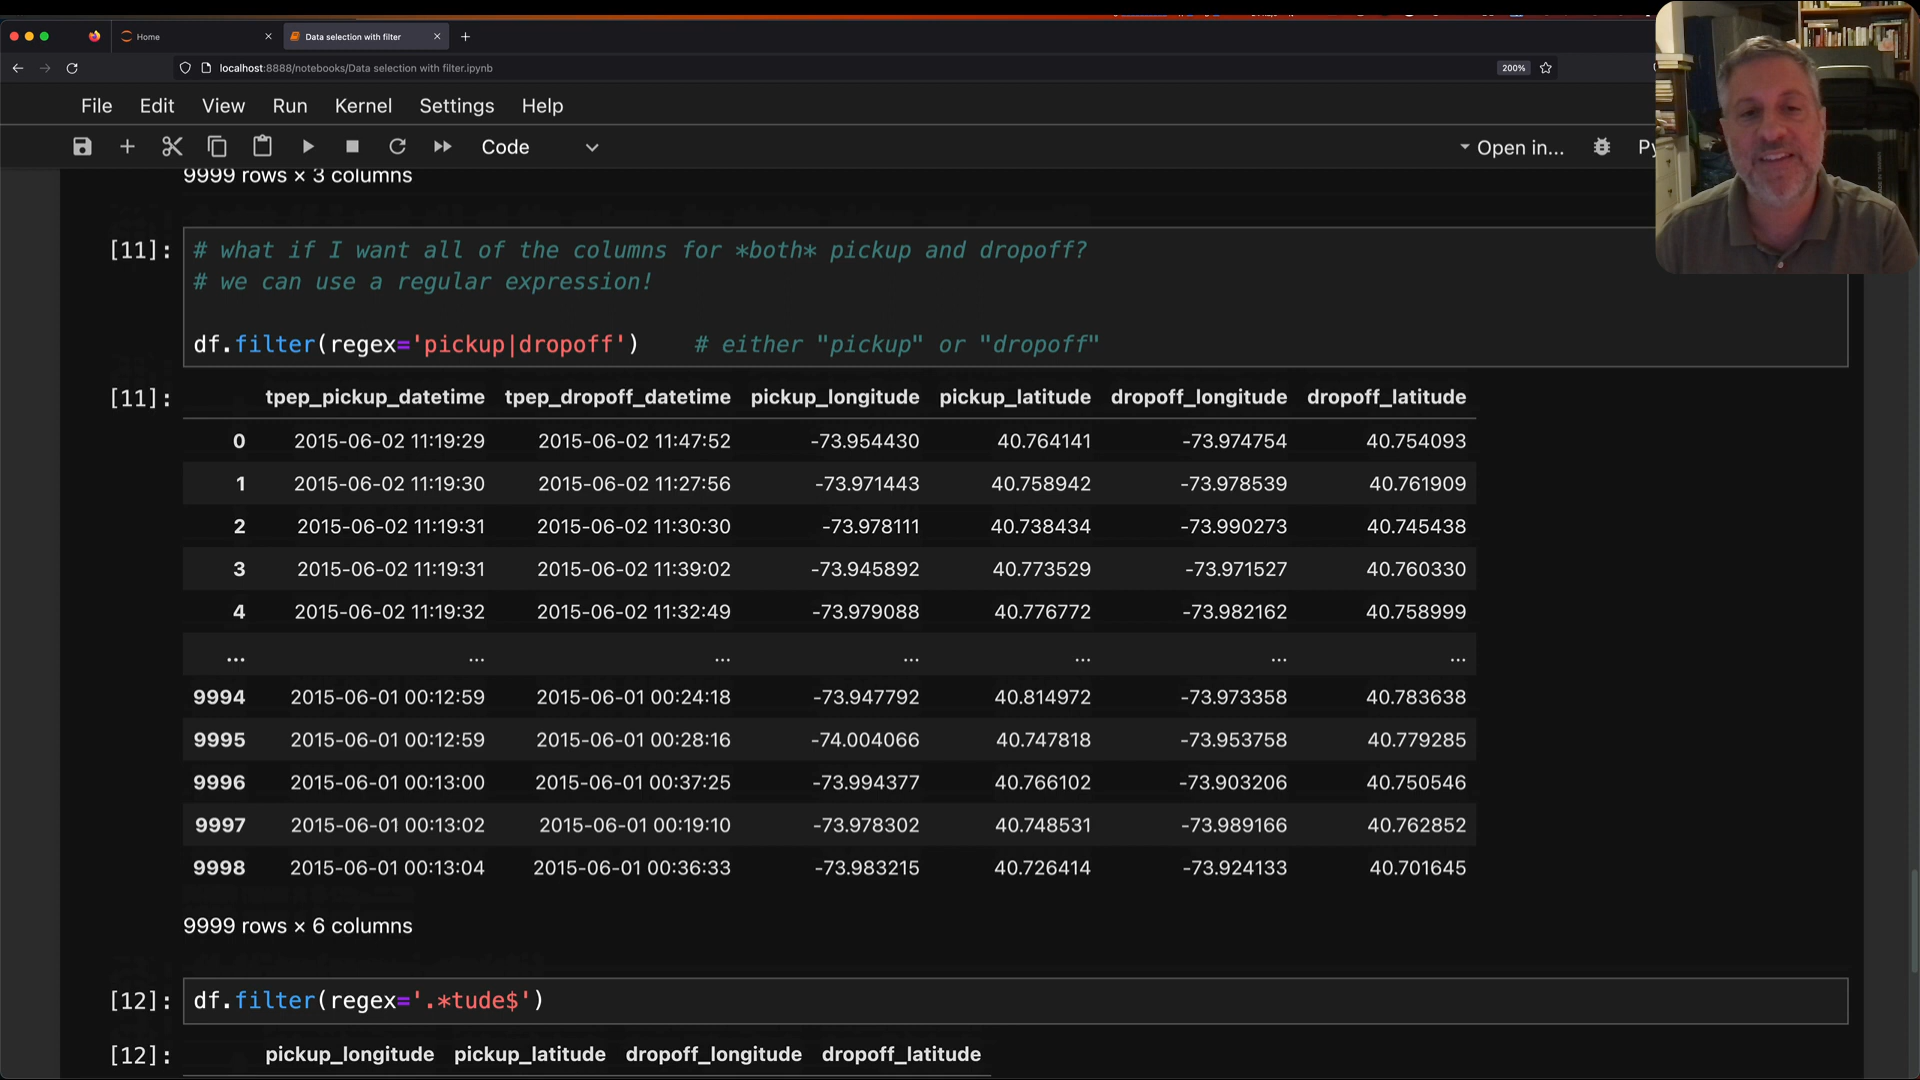 Home
Data selection with filter
localhost:8888/notebooks/Data selection with filter.ipynb
200%
File Edit View Run Kernel Settings Help
Code
Open in...
9999 rows × 3 columns
[11]:
# what if I want all of the columns for *both* pickup and dropoff?
# we can use a regular expression!
df.filter(regex='pickup|dropoff') # either "pickup" or "dropoff"
[11]:
tpep_pickup_datetime tpep_dropoff_datetime pickup_longitude pickup_latitude dropoff_longitude dropoff_latitude
0 2015-06-02 11:19:29 2015-06-02 11:47:52 -73.954430 40.764141 -73.974754 40.754093
1 2015-06-02 11:19:30 2015-06-02 11:27:56 -73.971443 40.758942 -73.978539 40.761909
2 2015-06-02 11:19:31 2015-06-02 11:30:30 -73.978111 40.738434 -73.990273 40.745438
3 2015-06-02 11:19:31 2015-06-02 11:39:02 -73.945892 40.773529 -73.971527 40.760330
4 2015-06-02 11:19:32 2015-06-02 11:32:49 -73.979088 40.776772 -73.982162 40.758999
... ... ... ... ... ... ...
9994 2015-06-01 00:12:59 2015-06-01 00:24:18 -73.947792 40.814972 -73.973358 40.783638
9995 2015-06-01 00:12:59 2015-06-01 00:28:16 -74.004066 40.747818 -73.953758 40.779285
9996 2015-06-01 00:13:00 2015-06-01 00:37:25 -73.994377 40.766102 -73.903206 40.750546
9997 2015-06-01 00:13:02 2015-06-01 00:19:10 -73.978302 40.748531 -73.989166 40.762852
9998 2015-06-01 00:13:04 2015-06-01 00:36:33 -73.983215 40.726414 -73.924133 40.701645
9999 rows × 6 columns
[12]:
df.filter(regex='.*tude$')
[12]:
pickup_longitude pickup_latitude dropoff_longitude dropoff_latitude